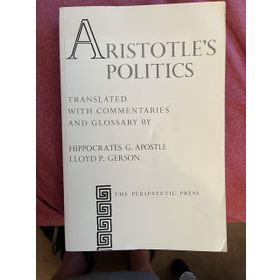 ARISTOTLE'S
POLITICS
TRANSLATED
WITH COMMENTARIES
AND GLOSSARY BY
HIPPOCRATES G. APOSTLE
LLOYD P. GERSON
THE PERIPATETIC PRESS